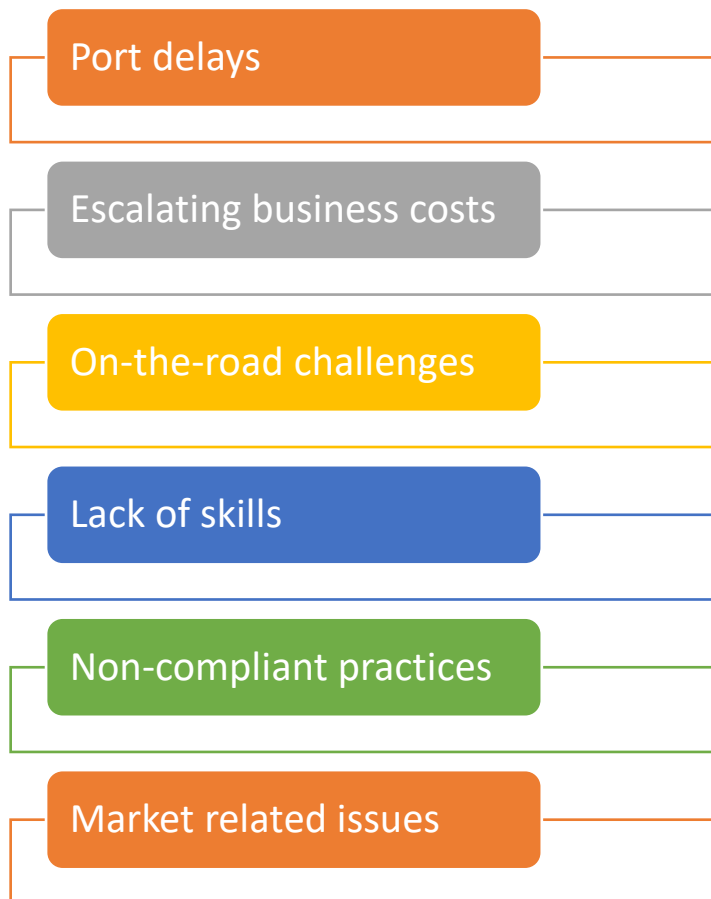 Port delays
Escalating business costs
On-the-road challenges
Lack of skills
Non-compliant practices
Market related issues